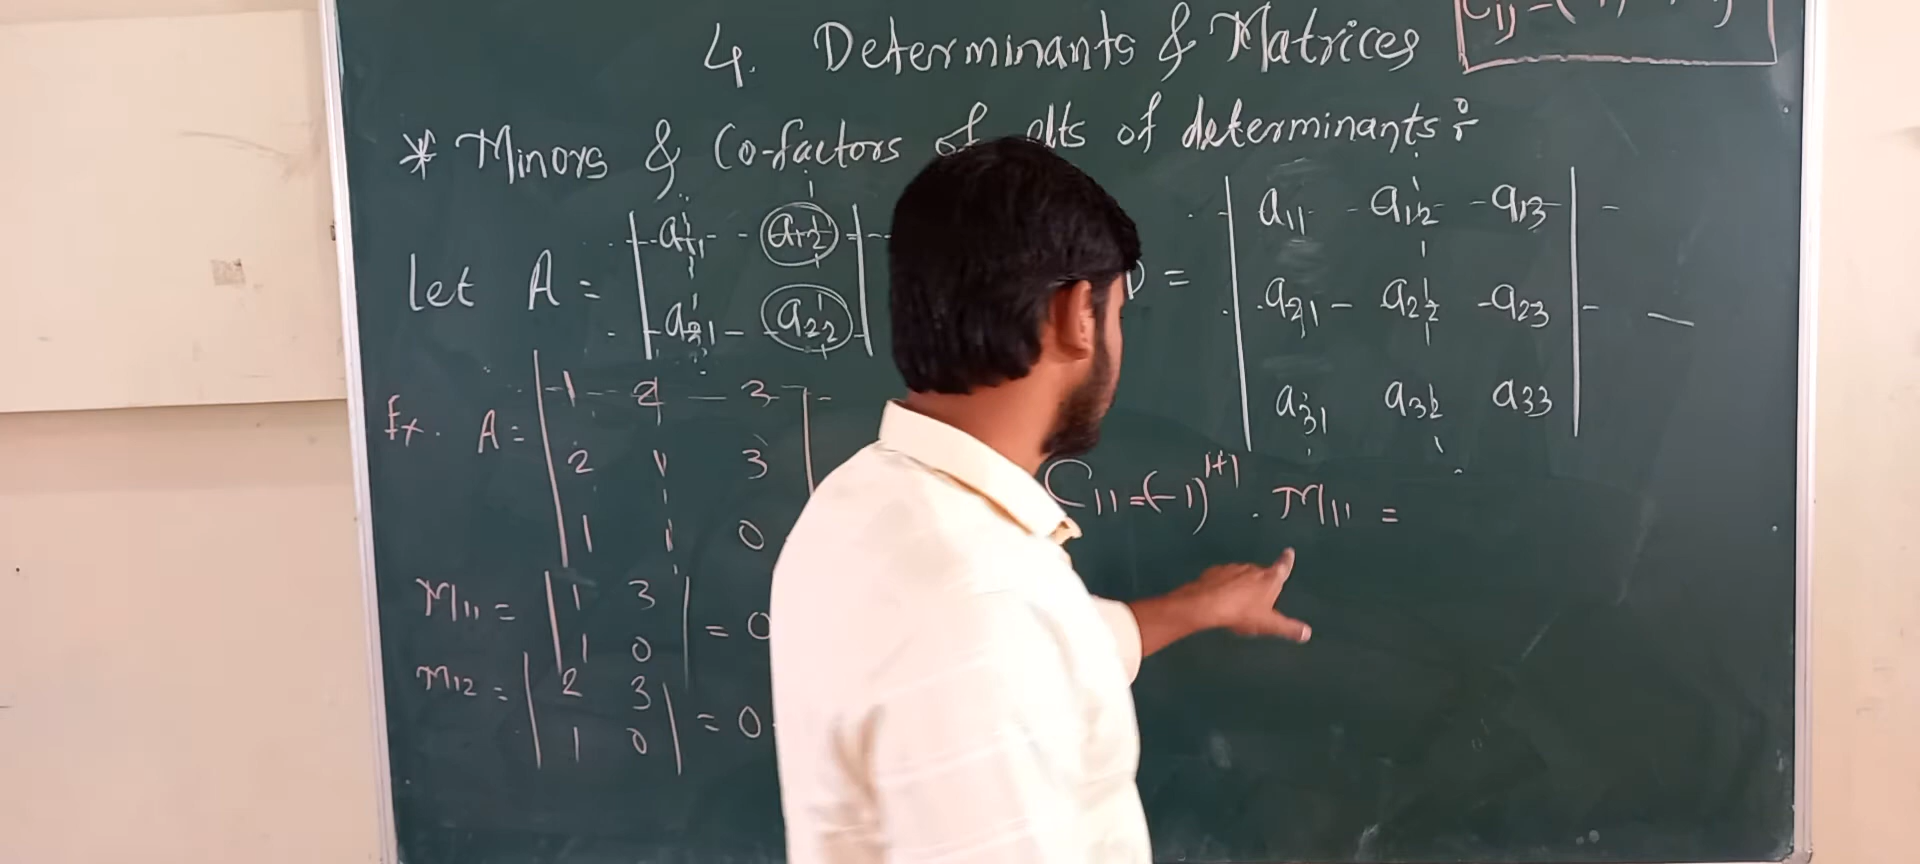 4. Determinants & Matrices
Cij = (-1)
* Minors & Co-factors of elts of determinants :
let A = | a11 a12 |
| a21 a22 |
D = | a11 a12 a13 |
| a21 a22 a23 |
| a31 a32 a33 |
Ex. A = | 1 2 3 |
| 2 1 3 |
| 1 1 0 |
M11 = | 1 3 |
| 1 0 | = 0
M12 = | 2 3 |
| 1 0 | = 0
C11 = (-1)^1+1 . M11 =